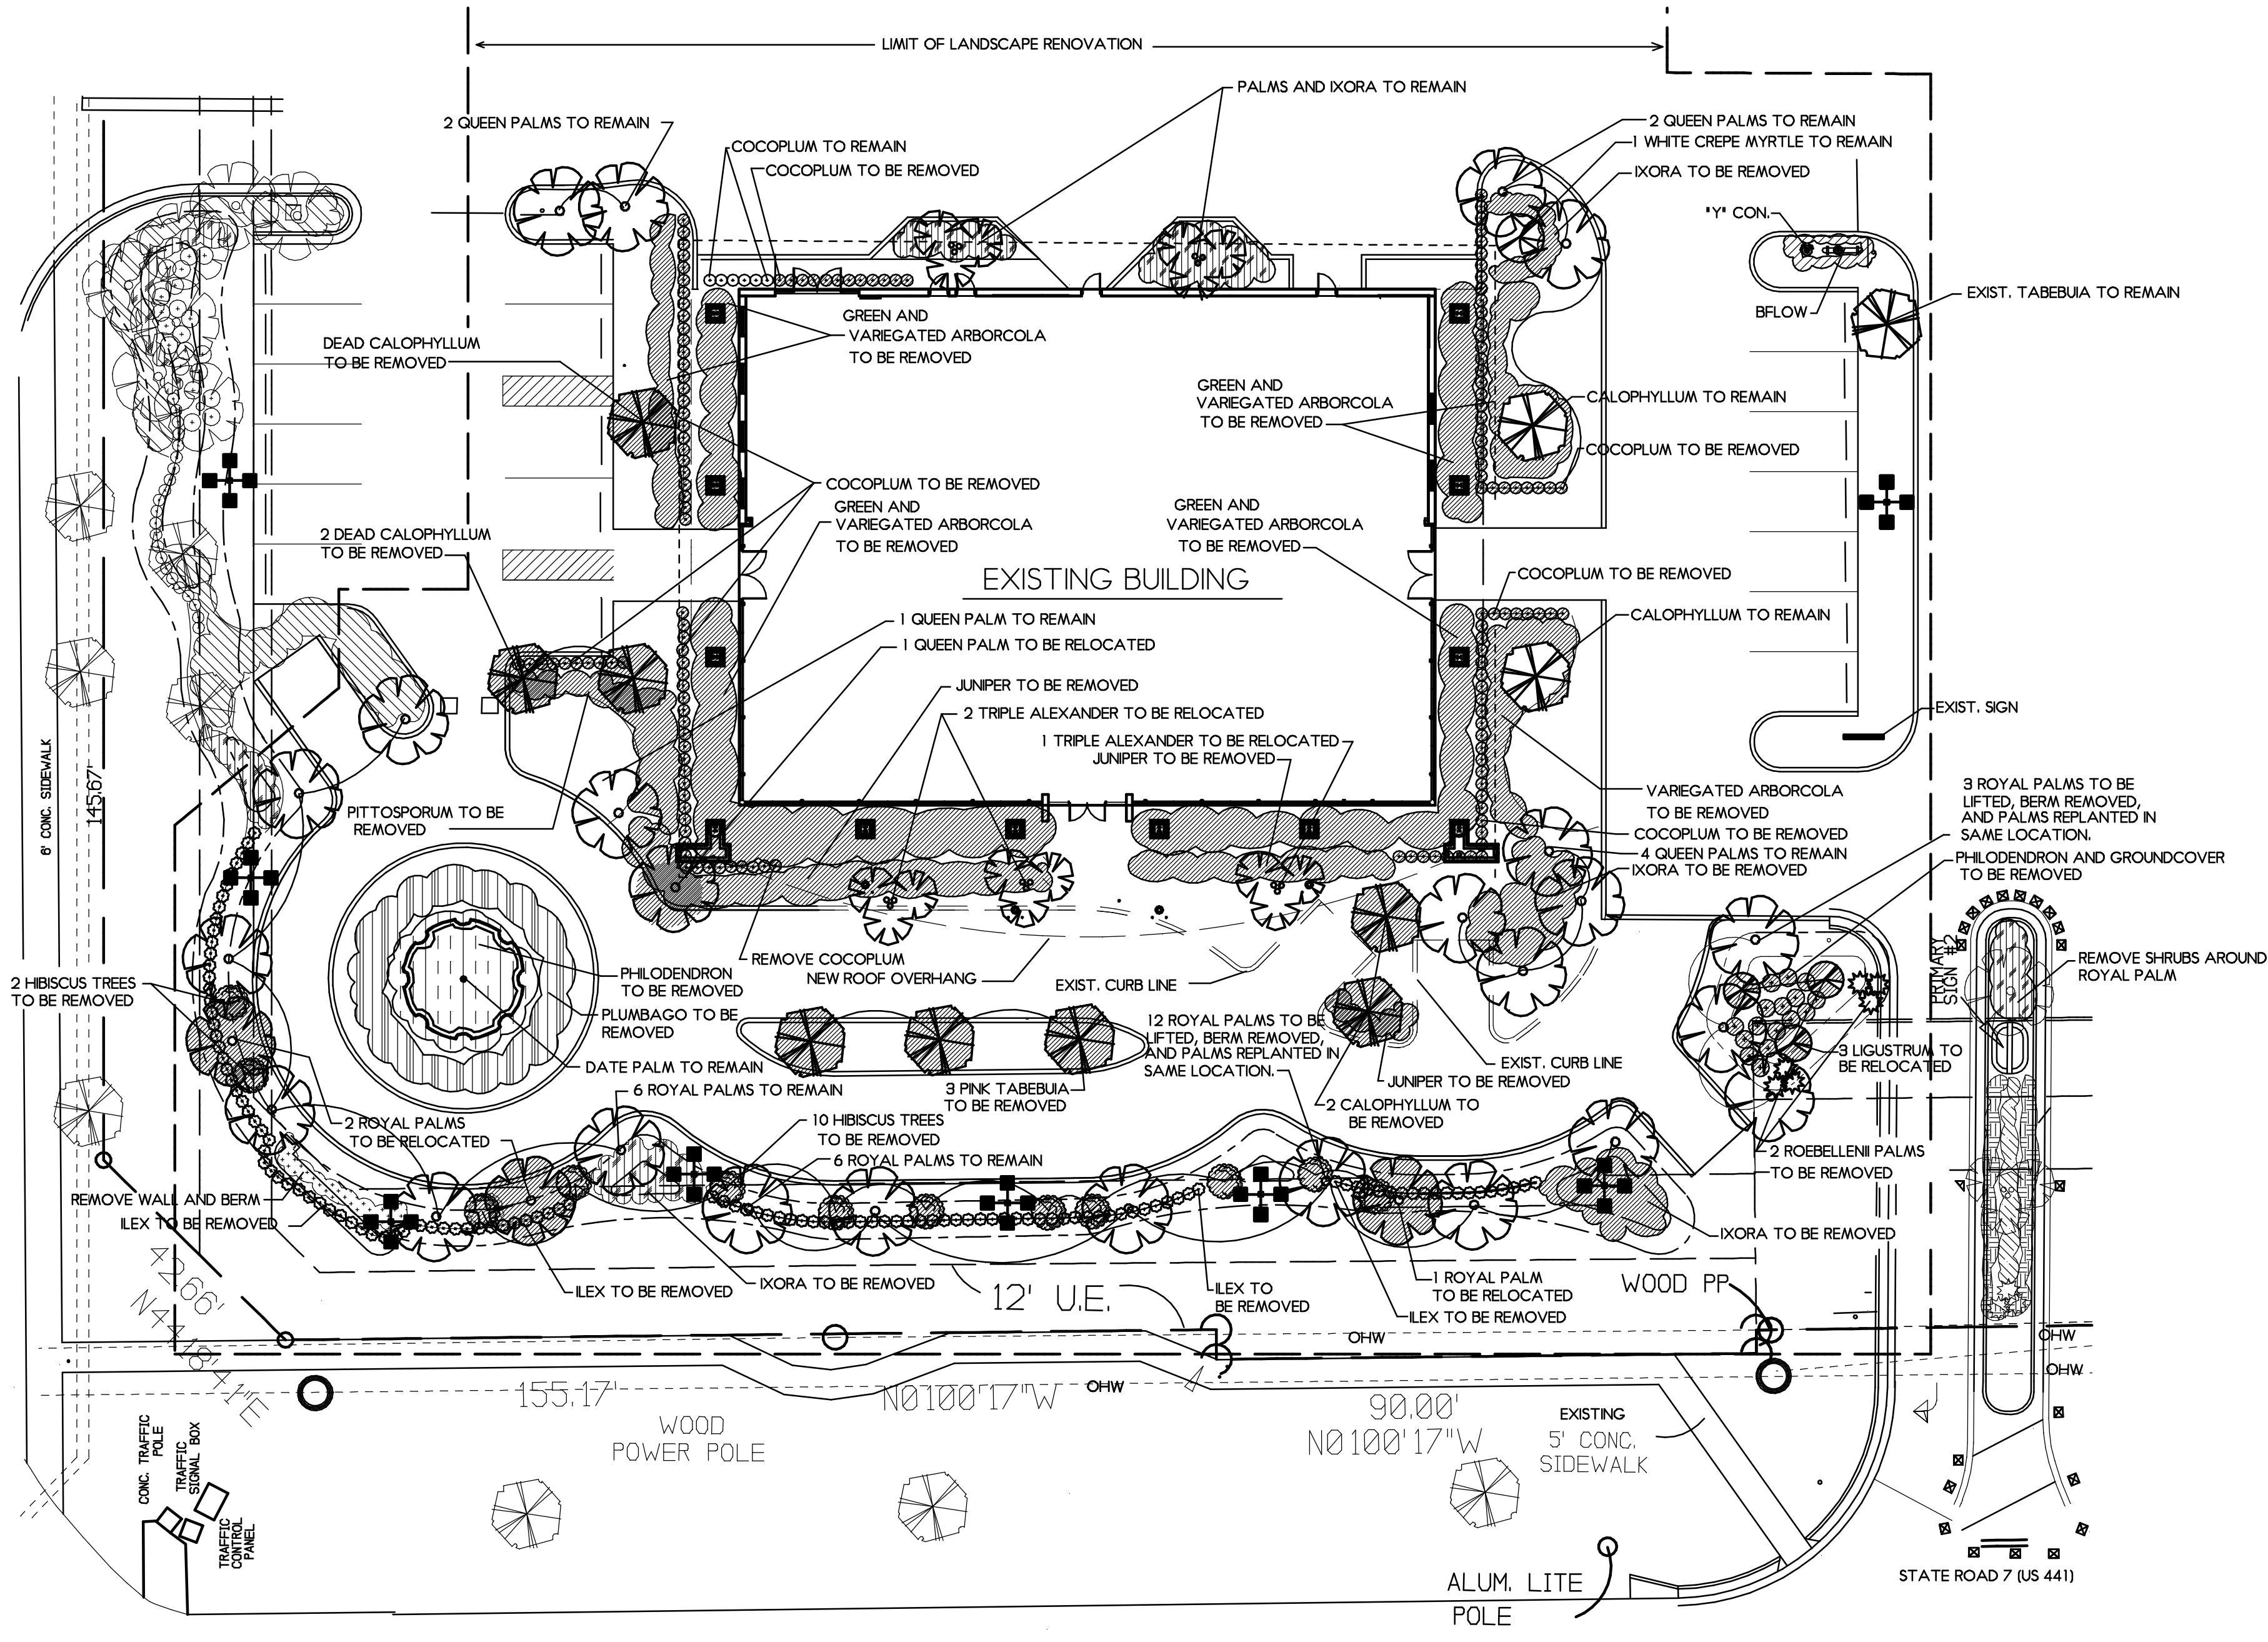 LIMIT OF LANDSCAPE RENOVATION
PALMS AND IXORA TO REMAIN
2 QUEEN PALMS TO REMAIN
2 QUEEN PALMS TO REMAIN
1 WHITE CREPE MYRTLE TO REMAIN
COCOPLUM TO REMAIN
COCOPLUM TO BE REMOVED
IXORA TO BE REMOVED
"Y" CON.
BFLOW
EXIST. TABEBUIA TO REMAIN
GREEN AND
VARIEGATED ARBORCOLA
TO BE REMOVED
DEAD CALOPHYLLUM
TO BE REMOVED
GREEN AND
VARIEGATED ARBORCOLA
TO BE REMOVED
CALOPHYLLUM TO REMAIN
COCOPLUM TO BE REMOVED
COCOPLUM TO BE REMOVED
GREEN AND
VARIEGATED ARBORCOLA
TO BE REMOVED
GREEN AND
VARIEGATED ARBORCOLA
TO BE REMOVED
2 DEAD CALOPHYLLUM
TO BE REMOVED
EXISTING BUILDING
COCOPLUM TO BE REMOVED
CALOPHYLLUM TO REMAIN
1 QUEEN PALM TO REMAIN
1 QUEEN PALM TO BE RELOCATED
JUNIPER TO BE REMOVED
2 TRIPLE ALEXANDER TO BE RELOCATED
1 TRIPLE ALEXANDER TO BE RELOCATED
JUNIPER TO BE REMOVED
EXIST. SIGN
6' CONC. SIDEWALK
145.67'
PITTOSPORUM TO BE
REMOVED
VARIEGATED ARBORCOLA
TO BE REMOVED
COCOPLUM TO BE REMOVED
4 QUEEN PALMS TO REMAIN
IXORA TO BE REMOVED
3 ROYAL PALMS TO BE
LIFTED, BERM REMOVED,
AND PALMS REPLANTED IN
SAME LOCATION.
PHILODENDRON AND GROUNDCOVER
TO BE REMOVED
PRIMARY
SIGN #2
REMOVE SHRUBS AROUND
ROYAL PALM
REMOVE COCOPLUM
NEW ROOF OVERHANG
EXIST. CURB LINE
PHILODENDRON
TO BE REMOVED
PLUMBAGO TO BE
REMOVED
2 HIBISCUS TREES
TO BE REMOVED
DATE PALM TO REMAIN
12 ROYAL PALMS TO BE
LIFTED, BERM REMOVED,
AND PALMS REPLANTED IN
SAME LOCATION.
EXIST. CURB LINE
JUNIPER TO BE REMOVED
3 LIGUSTRUM TO
BE RELOCATED
6 ROYAL PALMS TO REMAIN
3 PINK TABEBUIA
TO BE REMOVED
2 CALOPHYLLUM TO
BE REMOVED
2 ROYAL PALMS
TO BE RELOCATED
10 HIBISCUS TREES
TO BE REMOVED
6 ROYAL PALMS TO REMAIN
2 ROEBELLENII PALMS
TO BE REMOVED
REMOVE WALL AND BERM
ILEX TO BE REMOVED
IXORA TO BE REMOVED
ILEX TO BE REMOVED
IXORA TO BE REMOVED
12' U.E.
ILEX TO
BE REMOVED
1 ROYAL PALM
TO BE RELOCATED
ILEX TO BE REMOVED
WOOD PP
42.66'
OHW
OHW
OHW
OHW
155.17'
N0100'17"W
90.00'
N0100'17"W
WOOD
POWER POLE
EXISTING
5' CONC.
SIDEWALK
CONC. TRAFFIC
POLE
TRAFFIC
SIGNAL BOX
TRAFFIC
CONTROL
PANEL
ALUM. LITE
POLE
STATE ROAD 7 (US 441)